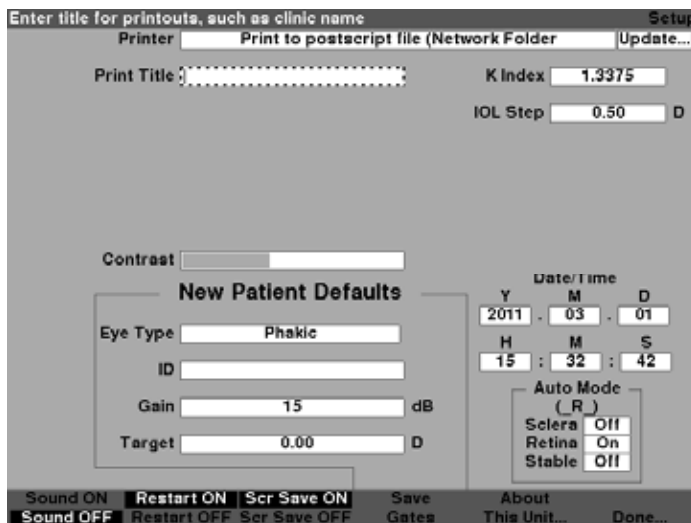 Enter title for printouts, such as clinic name Setup
Printer Print to postscript file (Network Folder Update...
Print Title K Index 1.3375
IOL Step 0.50 D
Contrast
Date/Time
New Patient Defaults
Y M D
2011 . 03 . 01
Eye Type Phakic
H M S
15 : 32 : 42
ID
Auto Mode
(_R_)
Gain 15 dB
Sclera Off
Retina On
Target 0.00 D
Stable Off
Sound ON Restart ON Scr Save ON Save About
Sound OFF Restart OFF Scr Save OFF Gates This Unit... Done...